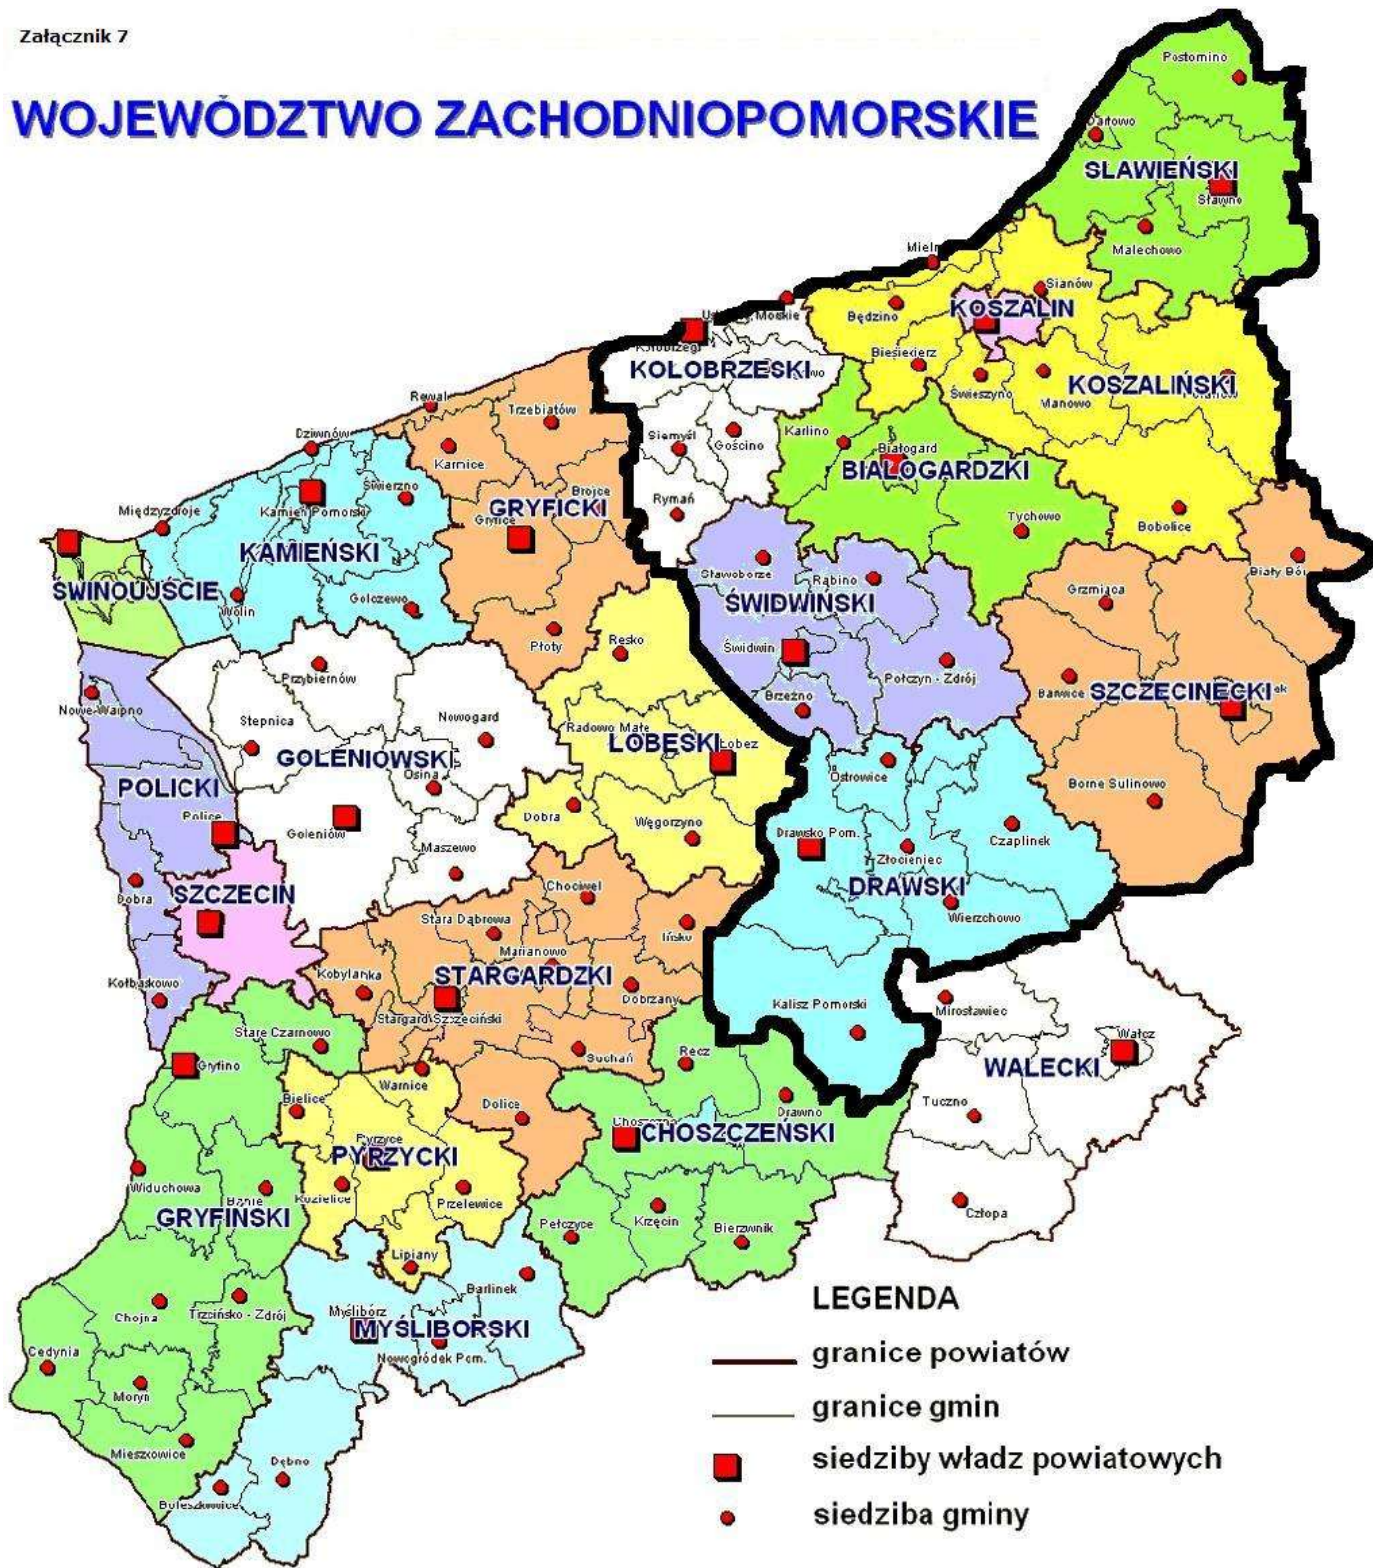 Załącznik 7
WOJEWÓDZTWO ZACHODNIOPOMORSKIE
Postomino
Darłowo
SŁAWIEŃSKI
Sławno
Malechowo
Sianów
KOSZALIN
Będzino
Biesiekierz
KOŁOBRZESKI
KOSZALIŃSKI
Świeszyno
Manowo
Rewal
Trzebiatów
Dziwnów
Karlino
Siemyśl
Gościno
Białogard
BIAŁOGARDZKI
Karnice
Świerzno
Brojce
GRYFICKI
Gryfice
Rymań
Tychowo
Bobolice
Międzyzdroje
Kamień Pomorski
KAMIEŃSKI
Biały Bór
Sławoborze
Rąbino
Grzmiąca
ŚWINOUJŚCIE
Wolin
Golczewo
ŚWIDWIŃSKI
Płoty
Resko
Świdwin
Połczyn - Zdrój
Przybiernów
Barwice
SZCZECINECKI
Brzeżno
Nowe Warpno
Stepnica
Nowogard
Radowo Małe
ŁOBESKI
Łobez
GOLENIOWSKI
Osina
Ostrowice
POLICKI
Borne Sulinowo
Police
Goleniów
Dobra
Węgorzyno
Drawsko Pom.
Czaplinek
Maszewo
Złocieniec
DRAWSKI
SZCZECIN
Dobra
Chociwel
Stara Dąbrowa
Ińsko
Wierzchowo
Marianowo
Kobylanka
STARGARDZKI
Dobrzany
Kołbaskowo
Kalisz Pomorski
Mirosławiec
Stargard Szczeciński
Stare Czarnowo
Wałcz
Suchań
Recz
WAŁECKI
Gryfino
Warnice
Bielice
Dolice
Drawno
Tuczno
CHOSZCZEŃSKI
Pyrzyce
PYRZYCKI
Widuchowa
Banie
Kozielice
Przelewice
GRYFIŃSKI
Pełczyce
Krzęcin
Bierzwnik
Człopa
Lipiany
Barlinek
Chojna
Trzcińsko - Zdrój
Myślibórz
MYŚLIBORSKI
Nowogródek Pom.
Cedynia
Moryń
Mieszkowice
Dębno
Boleszkowice
LEGENDA
granice powiatów
granice gmin
siedziby władz powiatowych
siedziba gminy